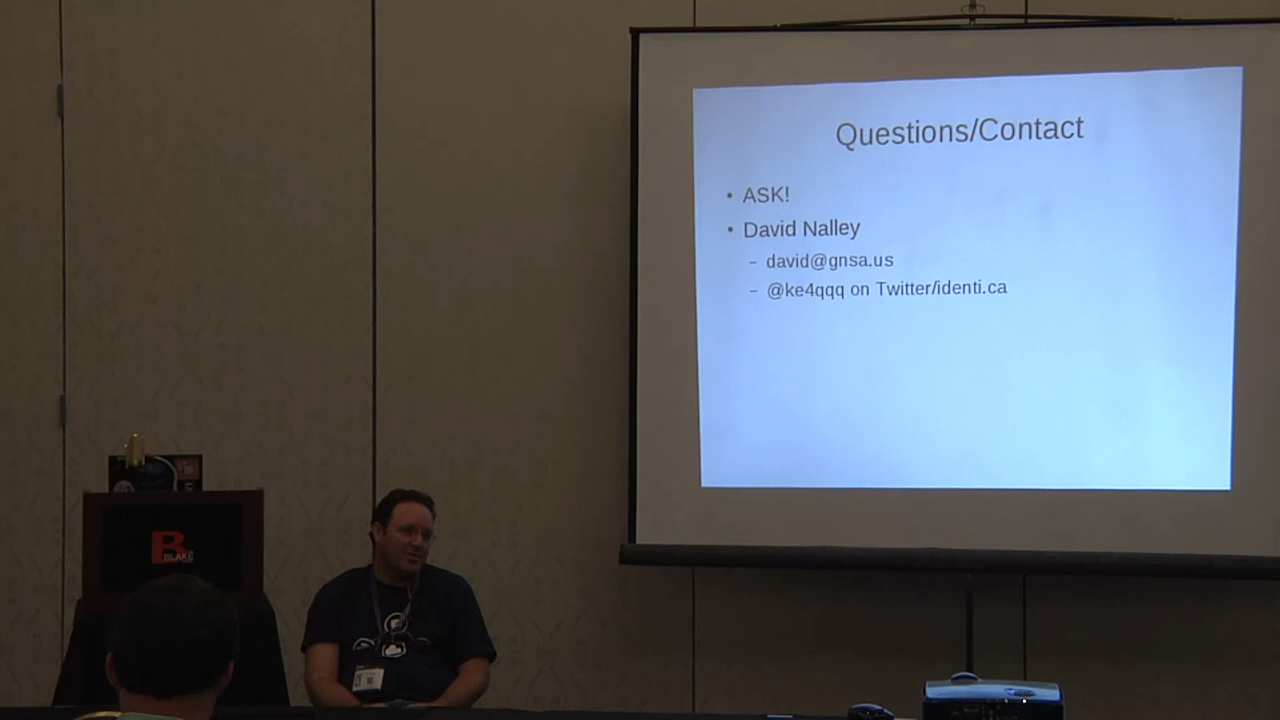 Questions/Contact
• ASK!
• David Nalley
– david@gnsa.us
– @ke4qqq on Twitter/identi.ca
B
BLAKE